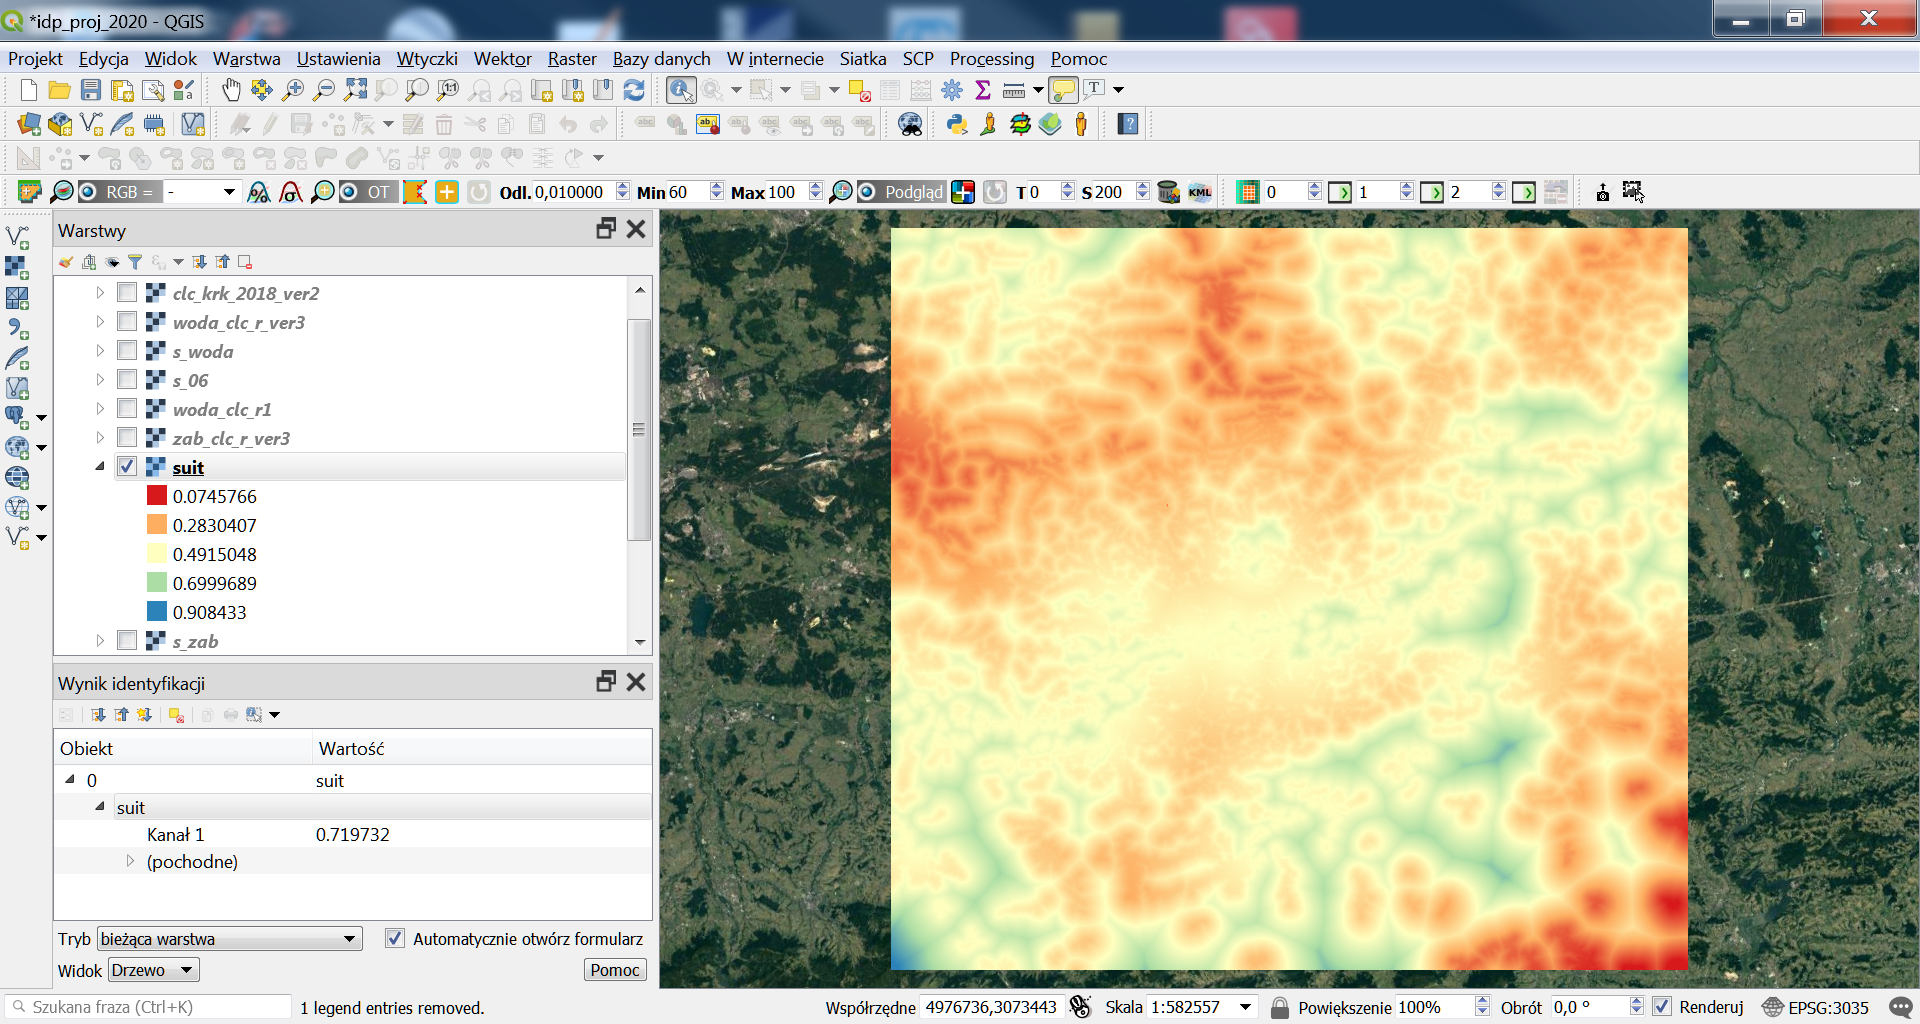 *idp_proj_2020 - QGIS
Projekt Edycja Widok Warstwa Ustawienia Wtyczki Wektor Raster Bazy danych W internecie Siatka SCP Processing Pomoc
RGB = - OT Odl. 0,010000 Min 60 Max 100 Podgląd T 0 S 200 KML 0 1 2
Warstwy
clc_krk_2018_ver2
woda_clc_r_ver3
s_woda
s_06
woda_clc_r1
zab_clc_r_ver3
suit
0.0745766
0.2830407
0.4915048
0.6999689
0.908433
s_zab
Wynik identyfikacji
Obiekt Wartość
0 suit
suit
Kanał 1 0.719732
(pochodne)
Tryb bieżąca warstwa Automatycznie otwórz formularz
Widok Drzewo Pomoc
Szukana fraza (Ctrl+K) 1 legend entries removed. Współrzędne 4976736,3073443 Skala 1:582557 Powiększenie 100% Obrót 0,0 ° Renderuj EPSG:3035